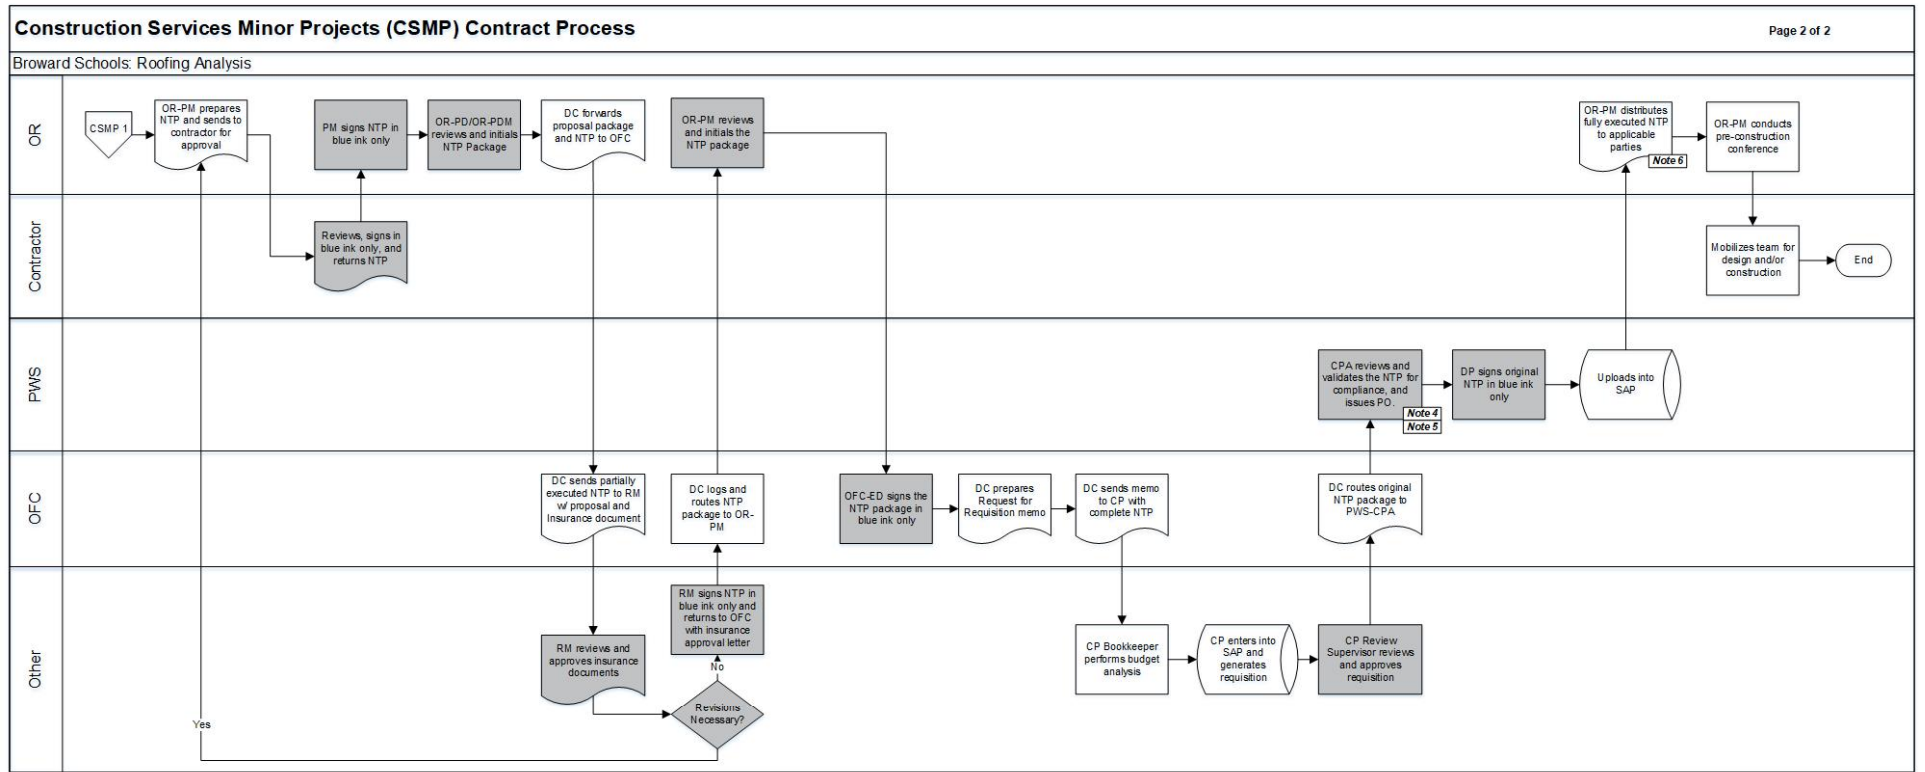 Construction Services Minor Projects (CSMP) Contract Process
Page 2 of 2
Broward Schools: Roofing Analysis
OR
CSMP 1
OR-PM prepares
NTP and sends to
contractor for
approval
PM signs NTP in
blue ink only
OR-PD/OR-PDM
reviews and initials
NTP Package
DC forwards
proposal package
and NTP to OFC
OR-PM reviews
and initials the
NTP package
OR-PM distributes
fully executed NTP
to applicable
parties
Note 6
OR-PM conducts
pre-construction
conference
Contractor
Reviews, signs in
blue ink only, and
returns NTP
Mobilizes team for
design and/or
construction
End
PWS
CPA reviews and
validates the NTP for
compliance, and
issues PO.
Note 4
Note 5
DP signs original
NTP in blue ink
only
Uploads into
SAP
OFC
DC sends partially
executed NTP to RM
w/ proposal and
Insurance document
DC logs and
routes NTP
package to OR-
PM
OFC-ED signs the
NTP package in
blue ink only
DC prepares
Request for
Requisition memo
DC sends memo
to CP with
complete NTP
DC routes original
NTP package to
PWS-CPA
Other
RM reviews and
approves insurance
documents
RM signs NTP in
blue ink only and
returns to OFC
with insurance
approval letter
No
Revisions
Necessary?
Yes
CP Bookkeeper
performs budget
analysis
CP enters into
SAP and
generates
requisition
CP Review
Supervisor reviews
and approves
requisition